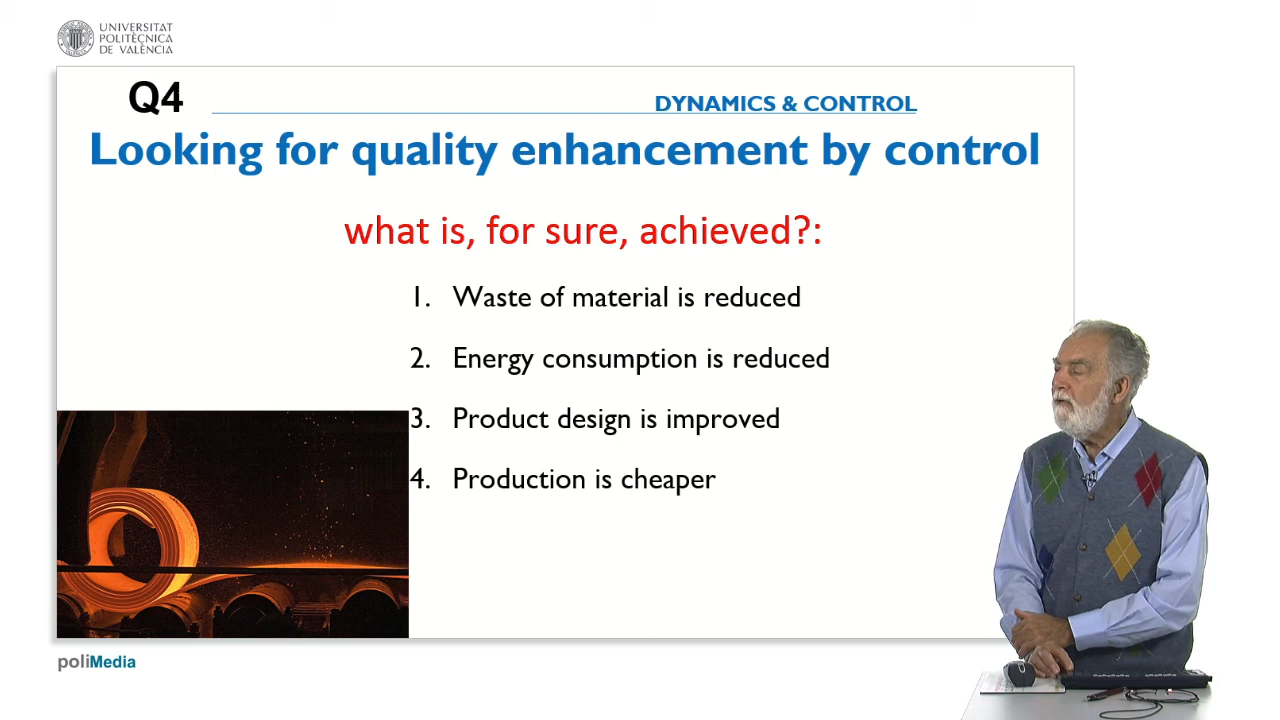 UNIVERSITAT
POLITÈCNICA
DE VALÈNCIA
Q4
DYNAMICS & CONTROL
Looking for quality enhancement by control
what is, for sure, achieved?:
1. Waste of material is reduced
2. Energy consumption is reduced
3. Product design is improved
4. Production is cheaper
poliMedia